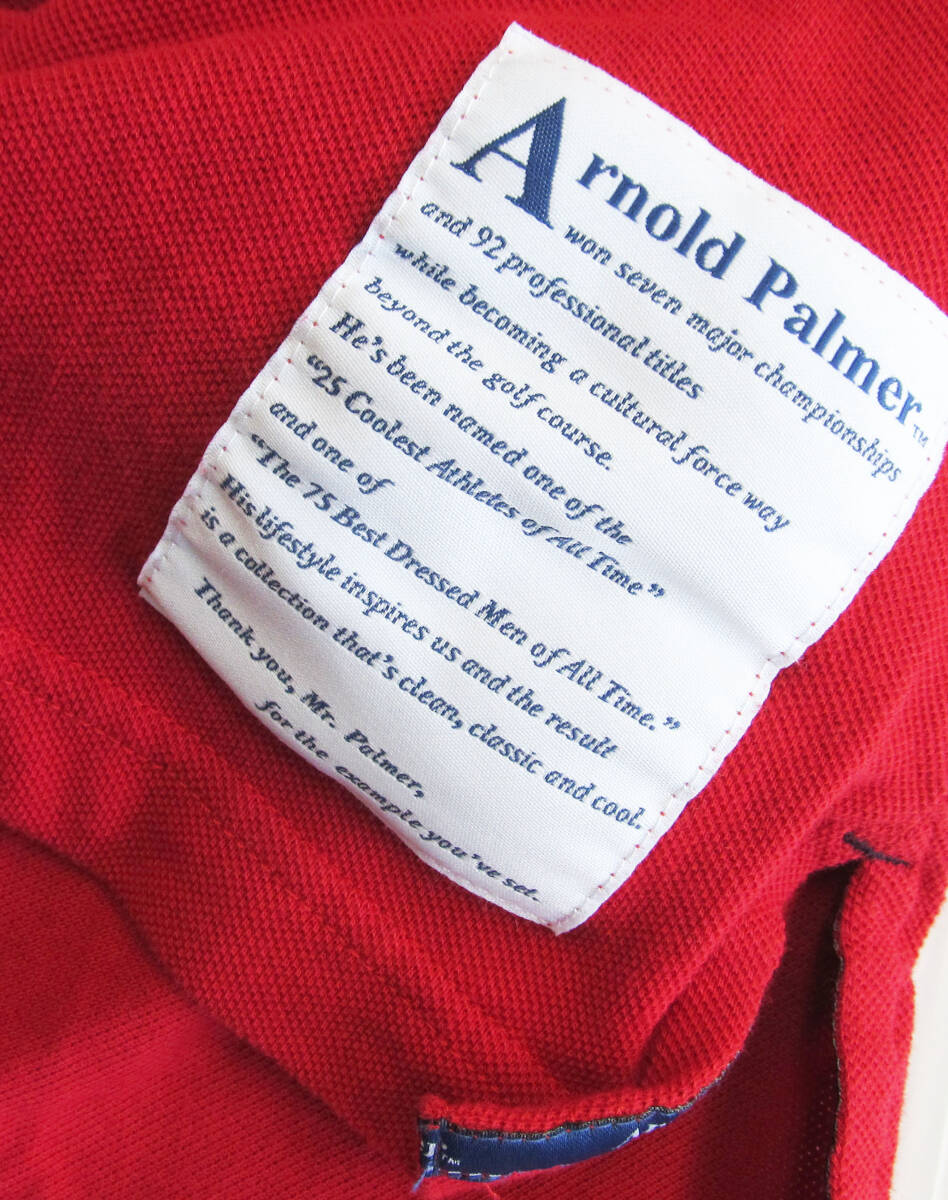 Arnold Palmer™
won seven major championships
and 92 professional titles
while becoming a cultural force way
beyond the golf course.
He's been named one of the
"25 Coolest Athletes of All Time"
and one of
"The 75 Best Dressed Men of All Time."
His lifestyle inspires us and the result
is a collection that's clean, classic and cool.
Thank you, Mr. Palmer,
for the example you've set.